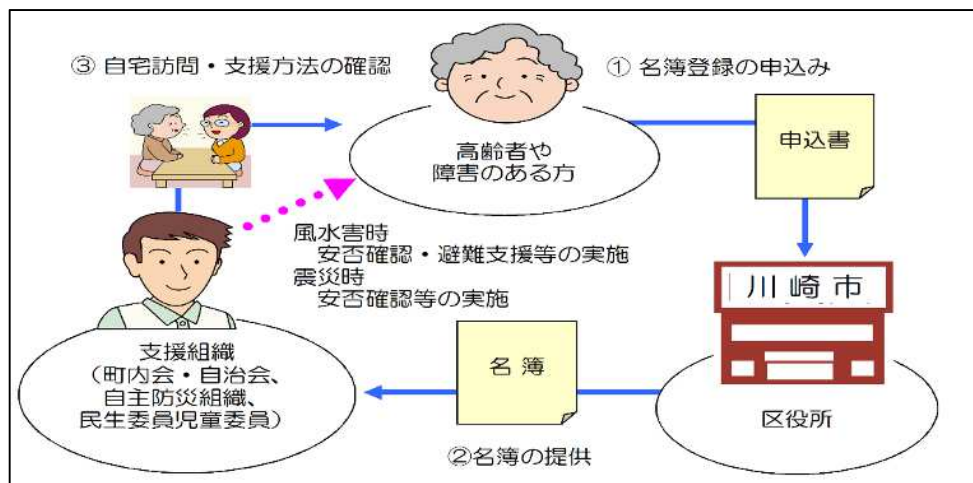 ③ 自宅訪問・支援方法の確認
① 名簿登録の申込み
申込書
高齢者や
障害のある方
風水害時
安否確認・避難支援等の実施
震災時
安否確認等の実施
川崎市
区役所
名簿
②名簿の提供
支援組織
(町内会・自治会、
自主防災組織、
民生委員児童委員)